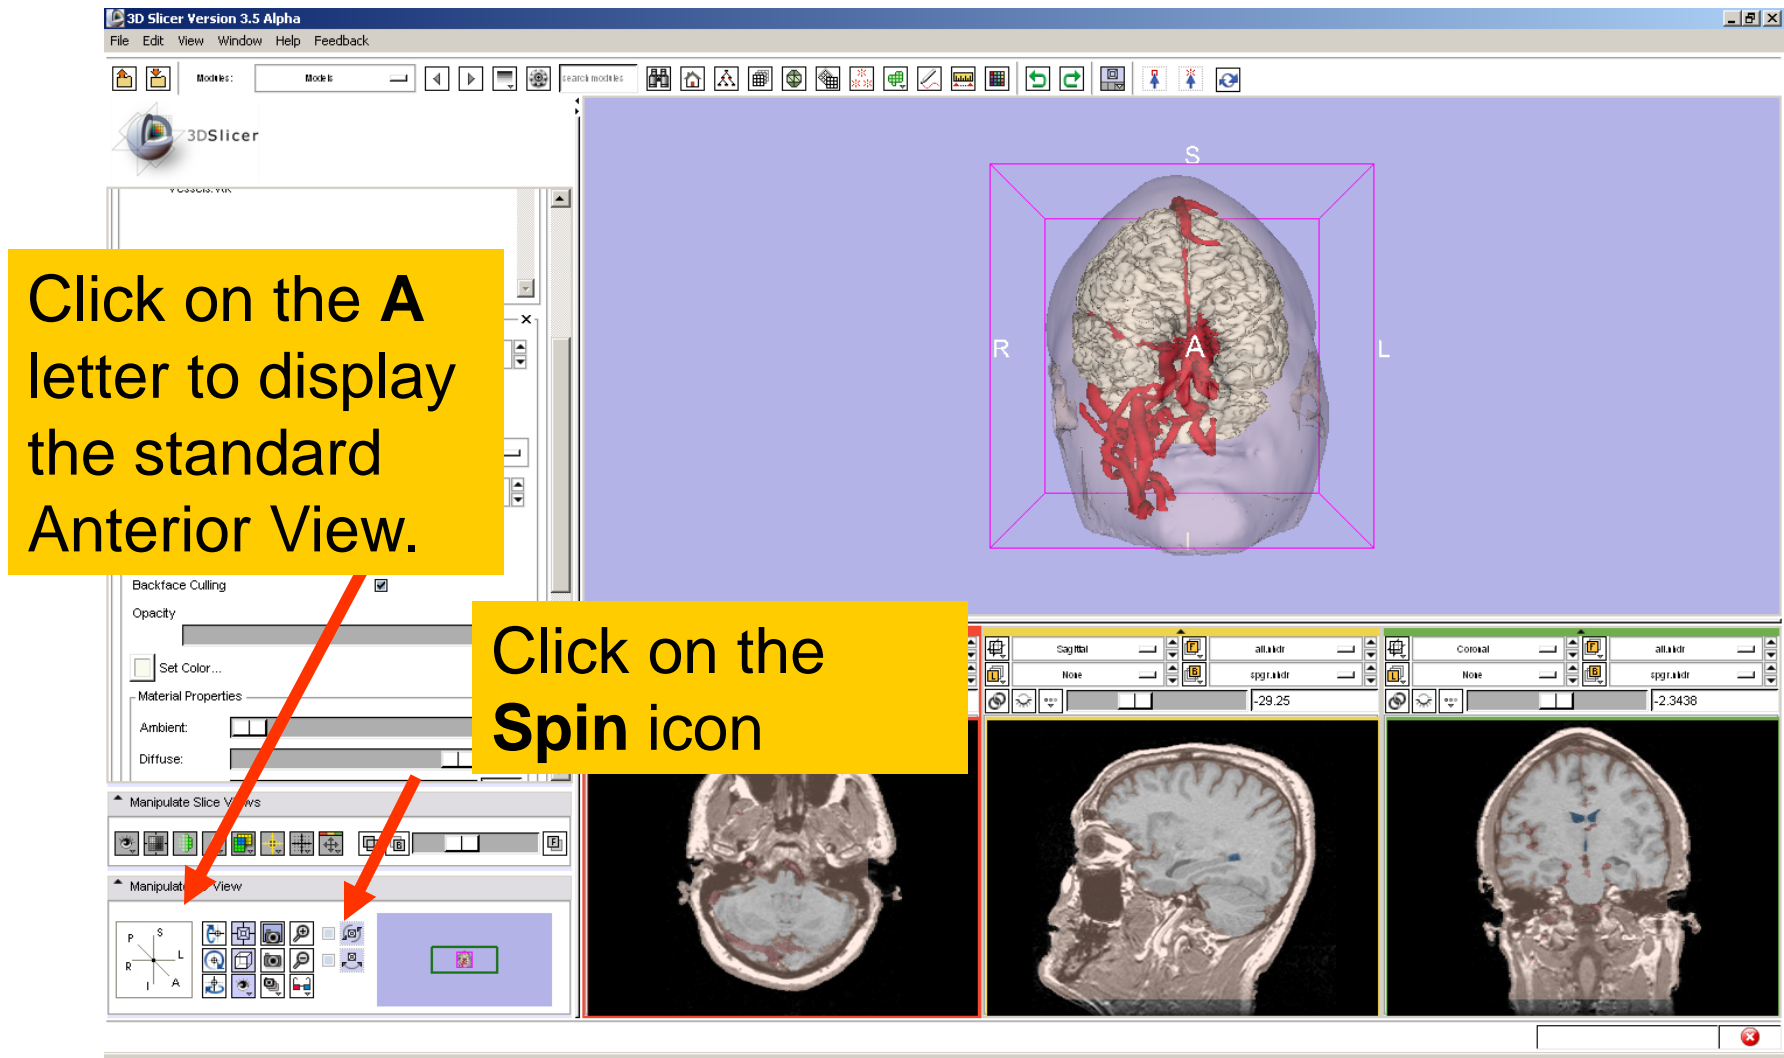 3D Slicer Version 3.5 Alpha
File Edit View Window Help Feedback
Modules: Models search modules
3DSlicer
S
R A L
I
Click on the A
letter to display
the standard
Anterior View.
Backface Culling
Opacity
Set Color...
Material Properties
Ambient:
Diffuse:
Click on the
Spin icon
Sagittal all.nhdr
None spgr.nhdr
-29.25
Coronal all.nhdr
None spgr.nhdr
-2.3438
Manipulate Slice Views
Manipulate View
P S
R L
I A